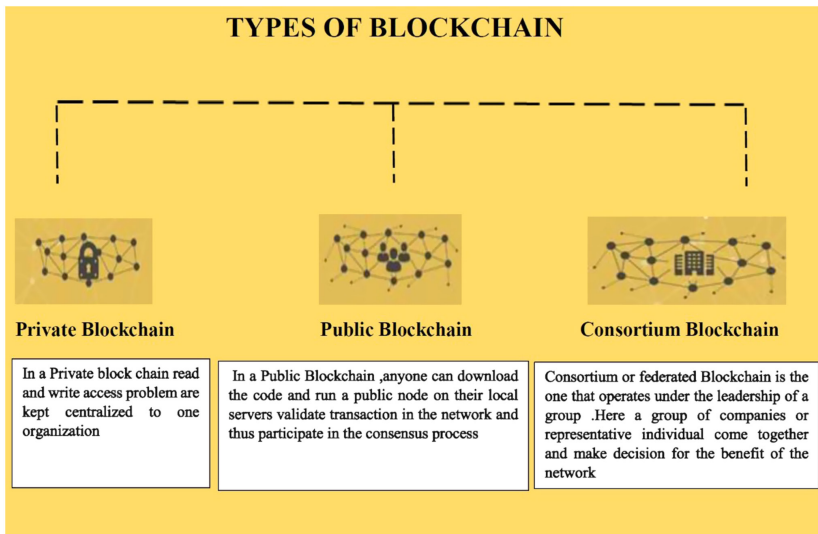 TYPES OF BLOCKCHAIN
Private Blockchain
In a Private block chain read
and write access problem are
kept centralized to one
organization
Public Blockchain
In a Public Blockchain ,anyone can download
the code and run a public node on their local
servers validate transaction in the network and
thus participate in the consensus process
Consortium Blockchain
Consortium or federated Blockchain is the
one that operates under the leadership of a
group .Here a group of companies or
representative individual come together
and make decision for the benefit of the
network